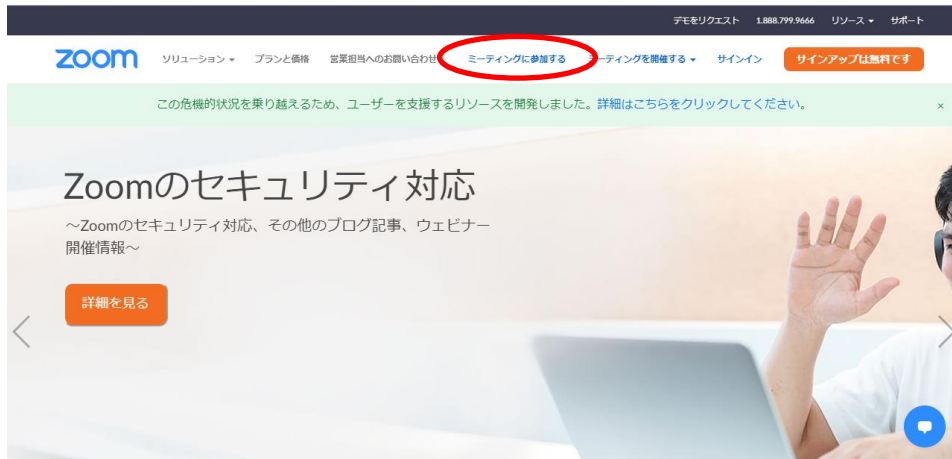 デモをリクエスト 1.888.799.9666 リソース サポート
zoom ソリューション プランと価格 営業担当へのお問い合わせ ミーティングに参加する ミーティングを開催する サインイン サインアップは無料です
この危機的状況を乗り越えるため、ユーザーを支援するリソースを開発しました。詳細はこちらをクリックしてください。 ×
Zoomのセキュリティ対応
〜Zoomのセキュリティ対応、その他のブログ記事、ウェビナー
開催情報〜
詳細を見る